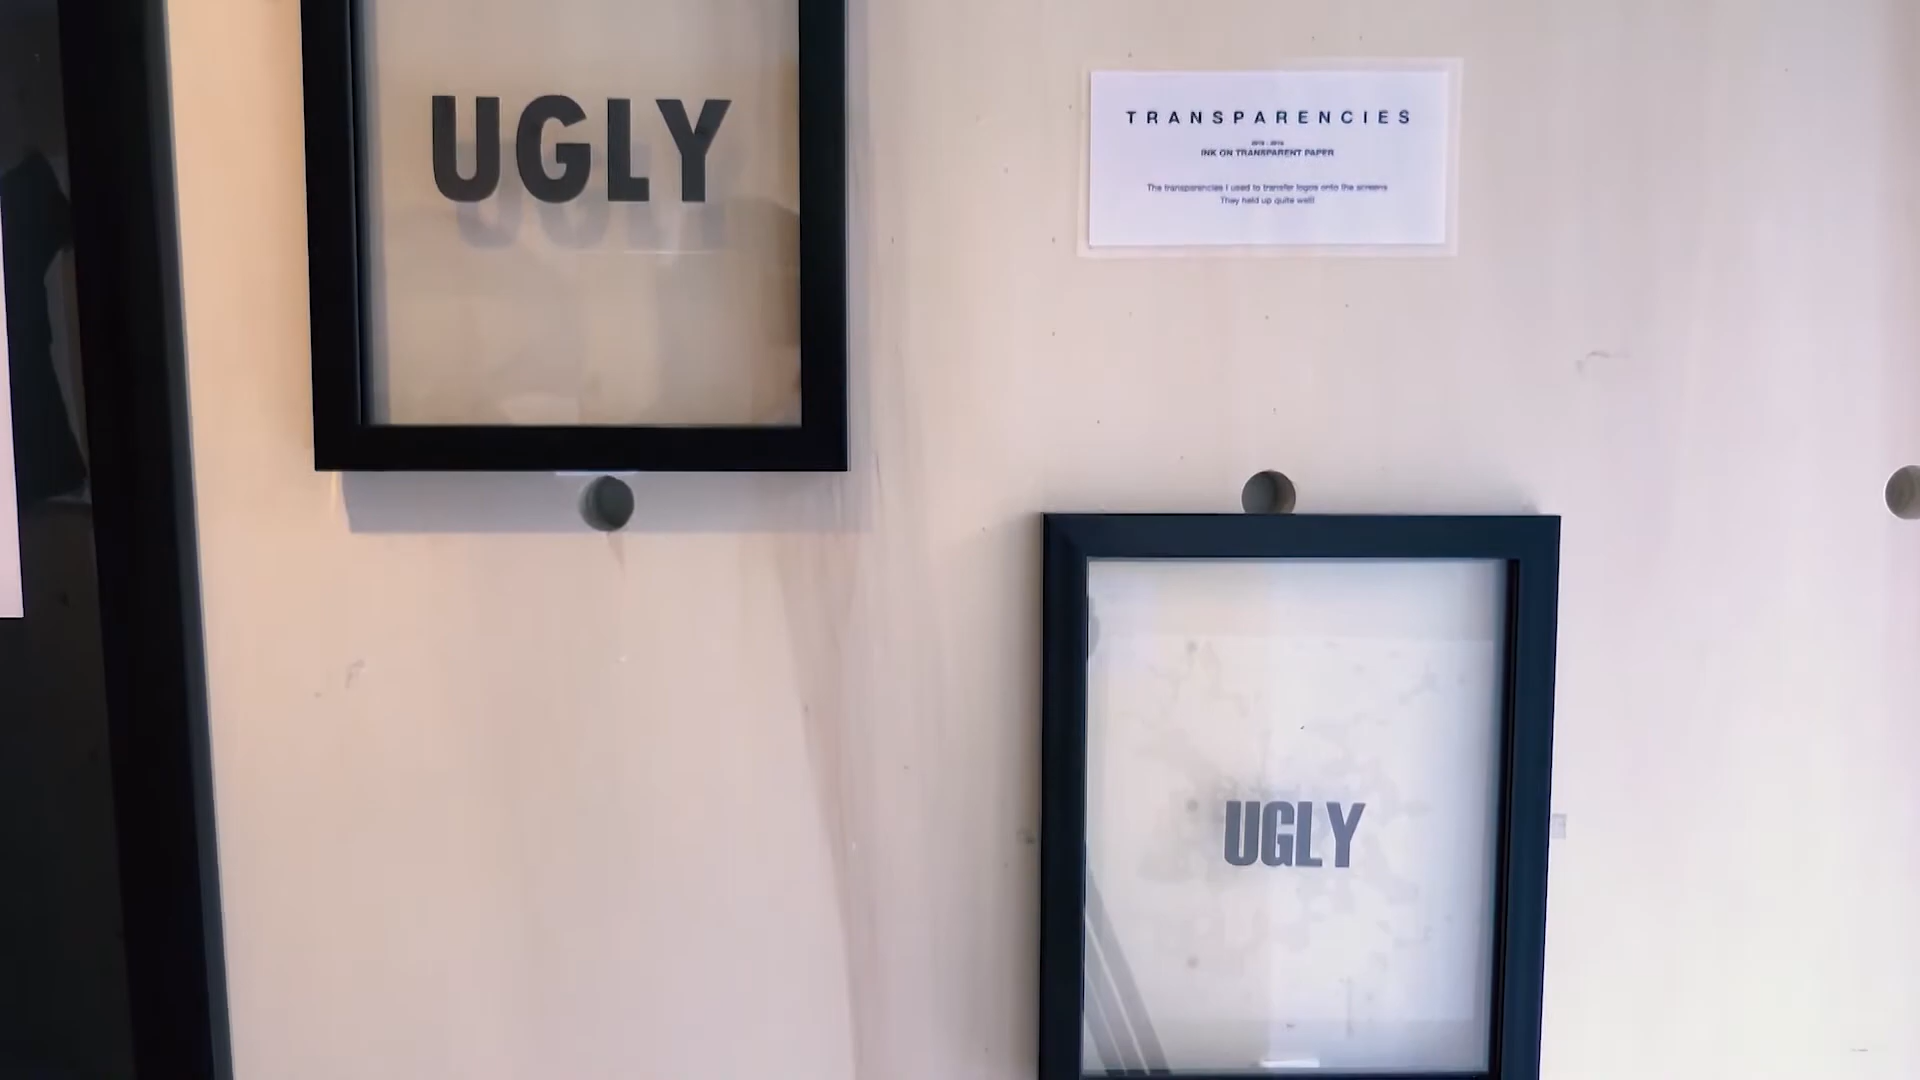 UGLY
TRANSPARENCIES
INK ON TRANSPARENT PAPER
The transparencies I used to transfer logos onto the screens
They held up quite well!
UGLY